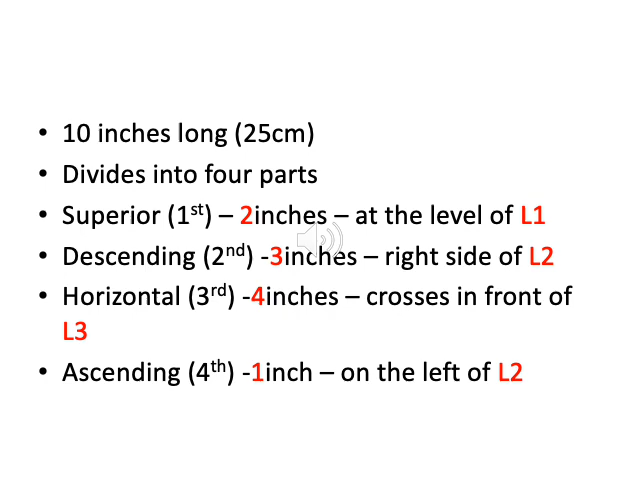 • 10 inches long (25cm)
• Divides into four parts
• Superior (1st) – 2inches – at the level of L1
• Descending (2nd) -3inches – right side of L2
• Horizontal (3rd) -4inches – crosses in front of
L3
• Ascending (4th) -1inch – on the left of L2